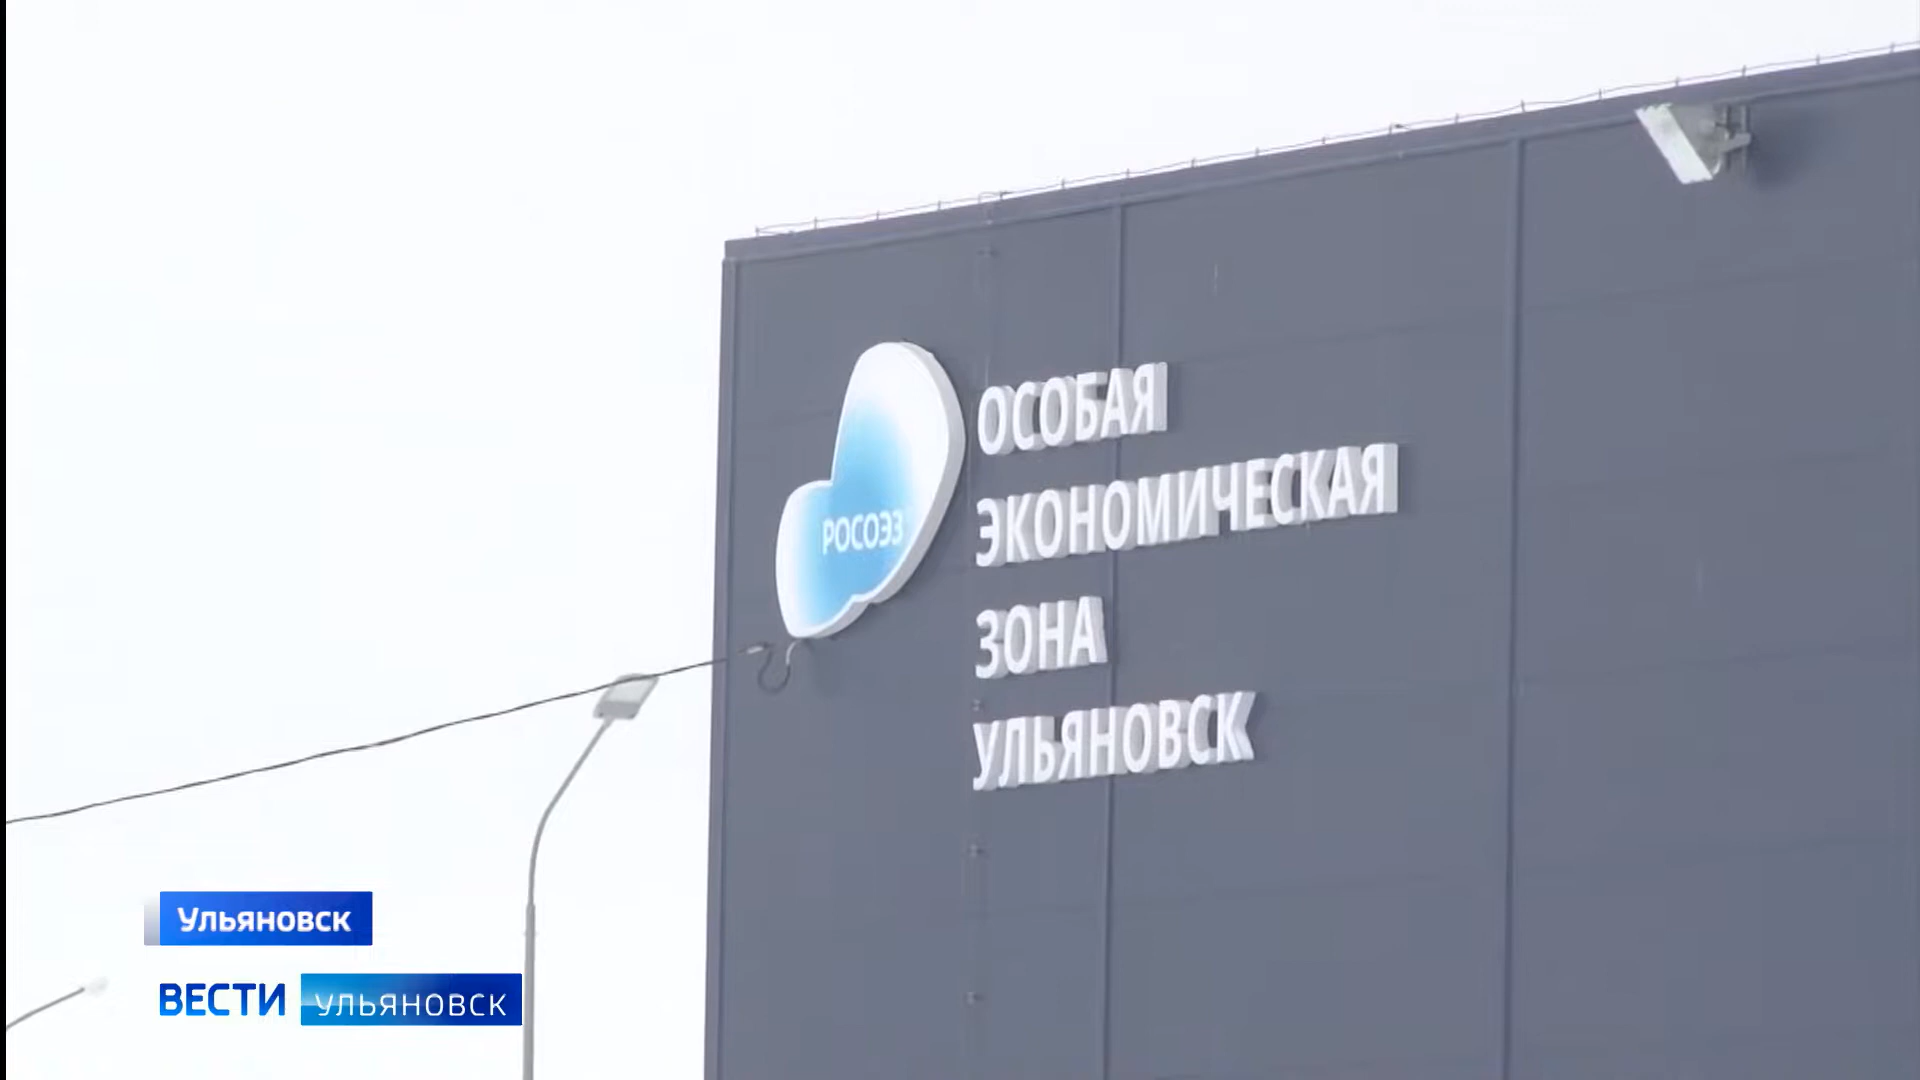 ОСОБАЯ
ЭКОНОМИЧЕСКАЯ
ЗОНА
УЛЬЯНОВСК
РОСОЭЗ
Ульяновск
ВЕСТИ УЛЬЯНОВСК